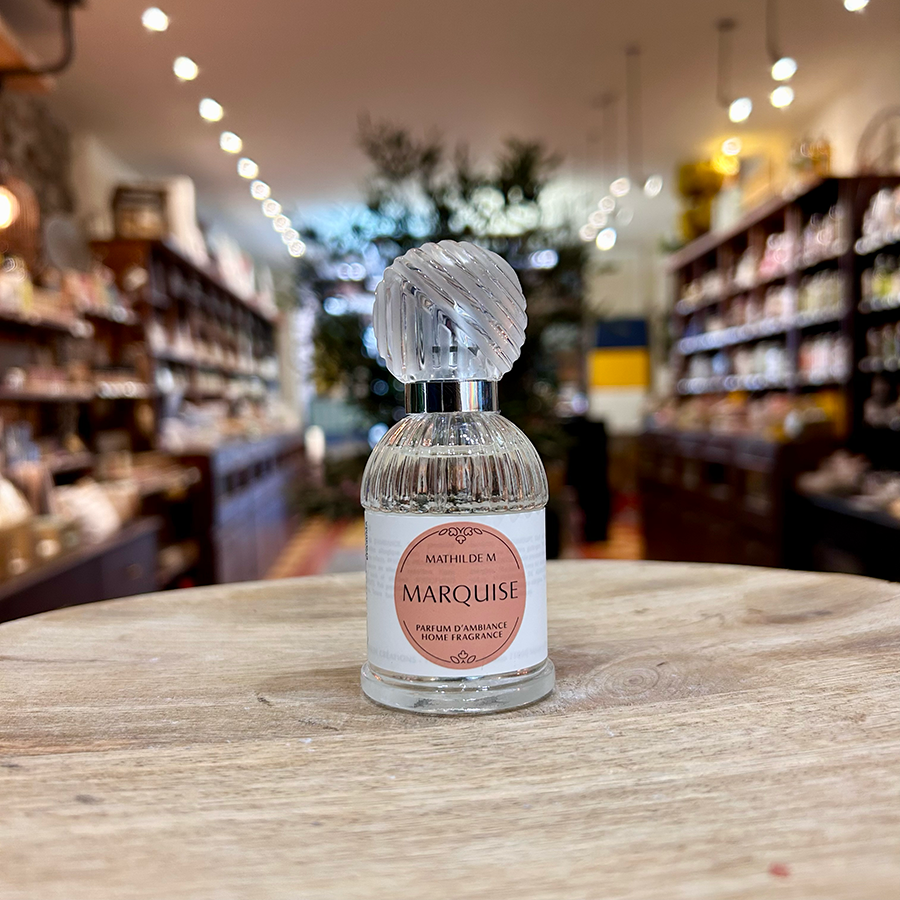 MATHILDE M
MARQUISE
PARFUM D'AMBIANCE
HOME FRAGRANCE